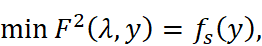 min F²(λ, y) = fₛ(y),